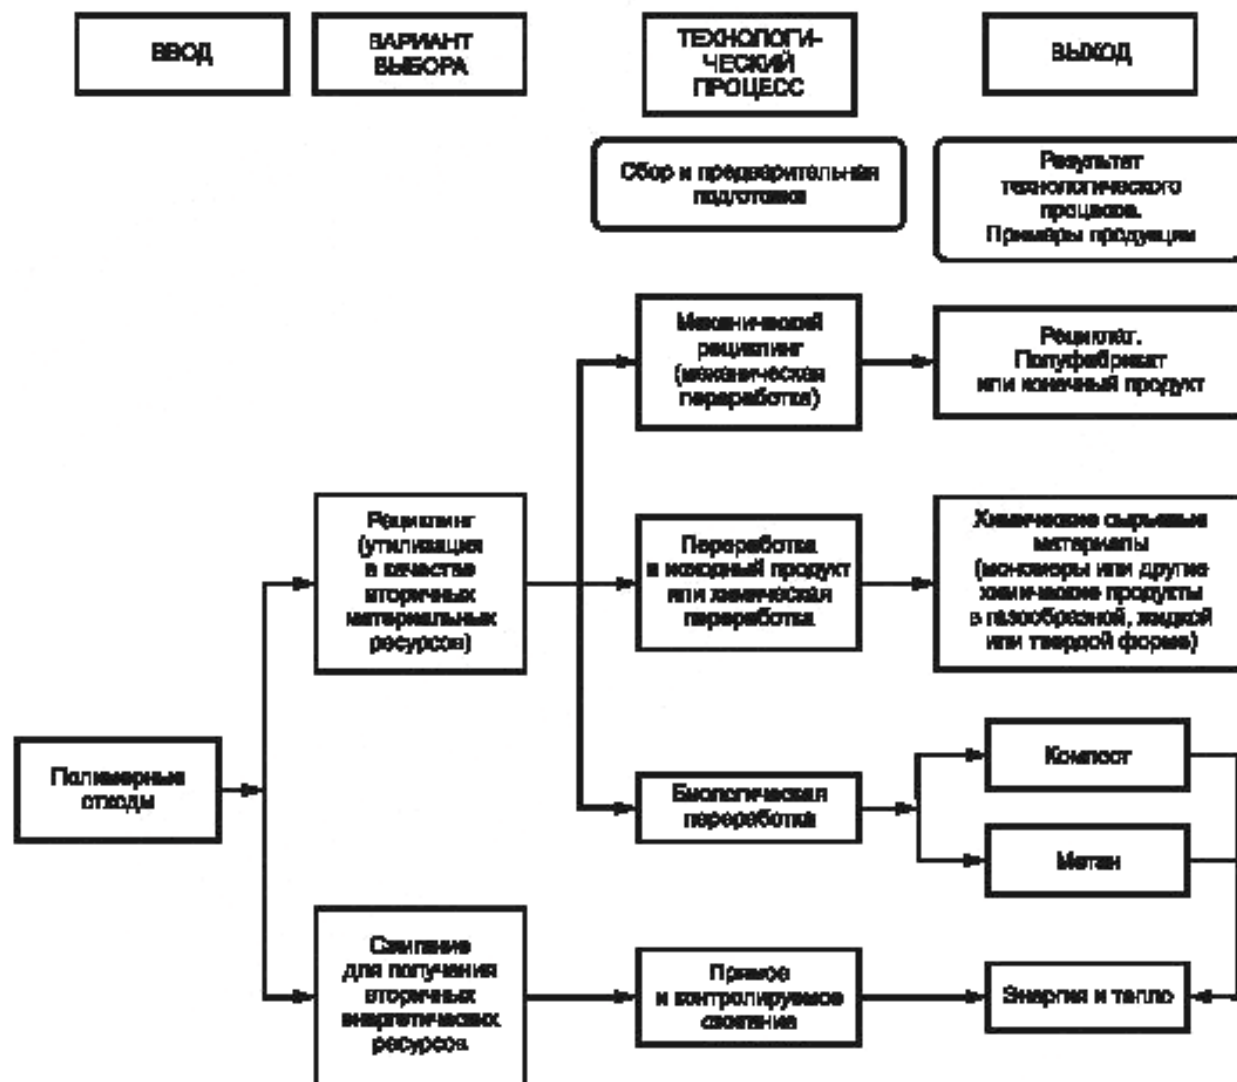 ВВОД
ВАРИАНТ
ВЫБОРА
ТЕХНОЛОГИ-
ЧЕСКИЙ
ПРОЦЕСС
ВЫХОД
Сбор и предварительная
подготовка
Результат
технологического
процесса.
Примеры продукции
Механический
рециклинг
(механическая
переработка)
Рециклат.
Полуфабрикат
или конечный продукт
Рециклинг
(утилизация
в качестве
вторичных
материальных
ресурсов)
Переработка
в исходный продукт
или химическая
переработка
Химические сырьевые
материалы
(мономеры или другие
химические продукты
в газообразной, жидкой
или твердой форме)
Полимерные
отходы
Биологическая
переработка
Компост
Метан
Сжигание
для получения
вторичных
энергетических
ресурсов
Прямое
и контролируемое
сжигание
Энергия и тепло